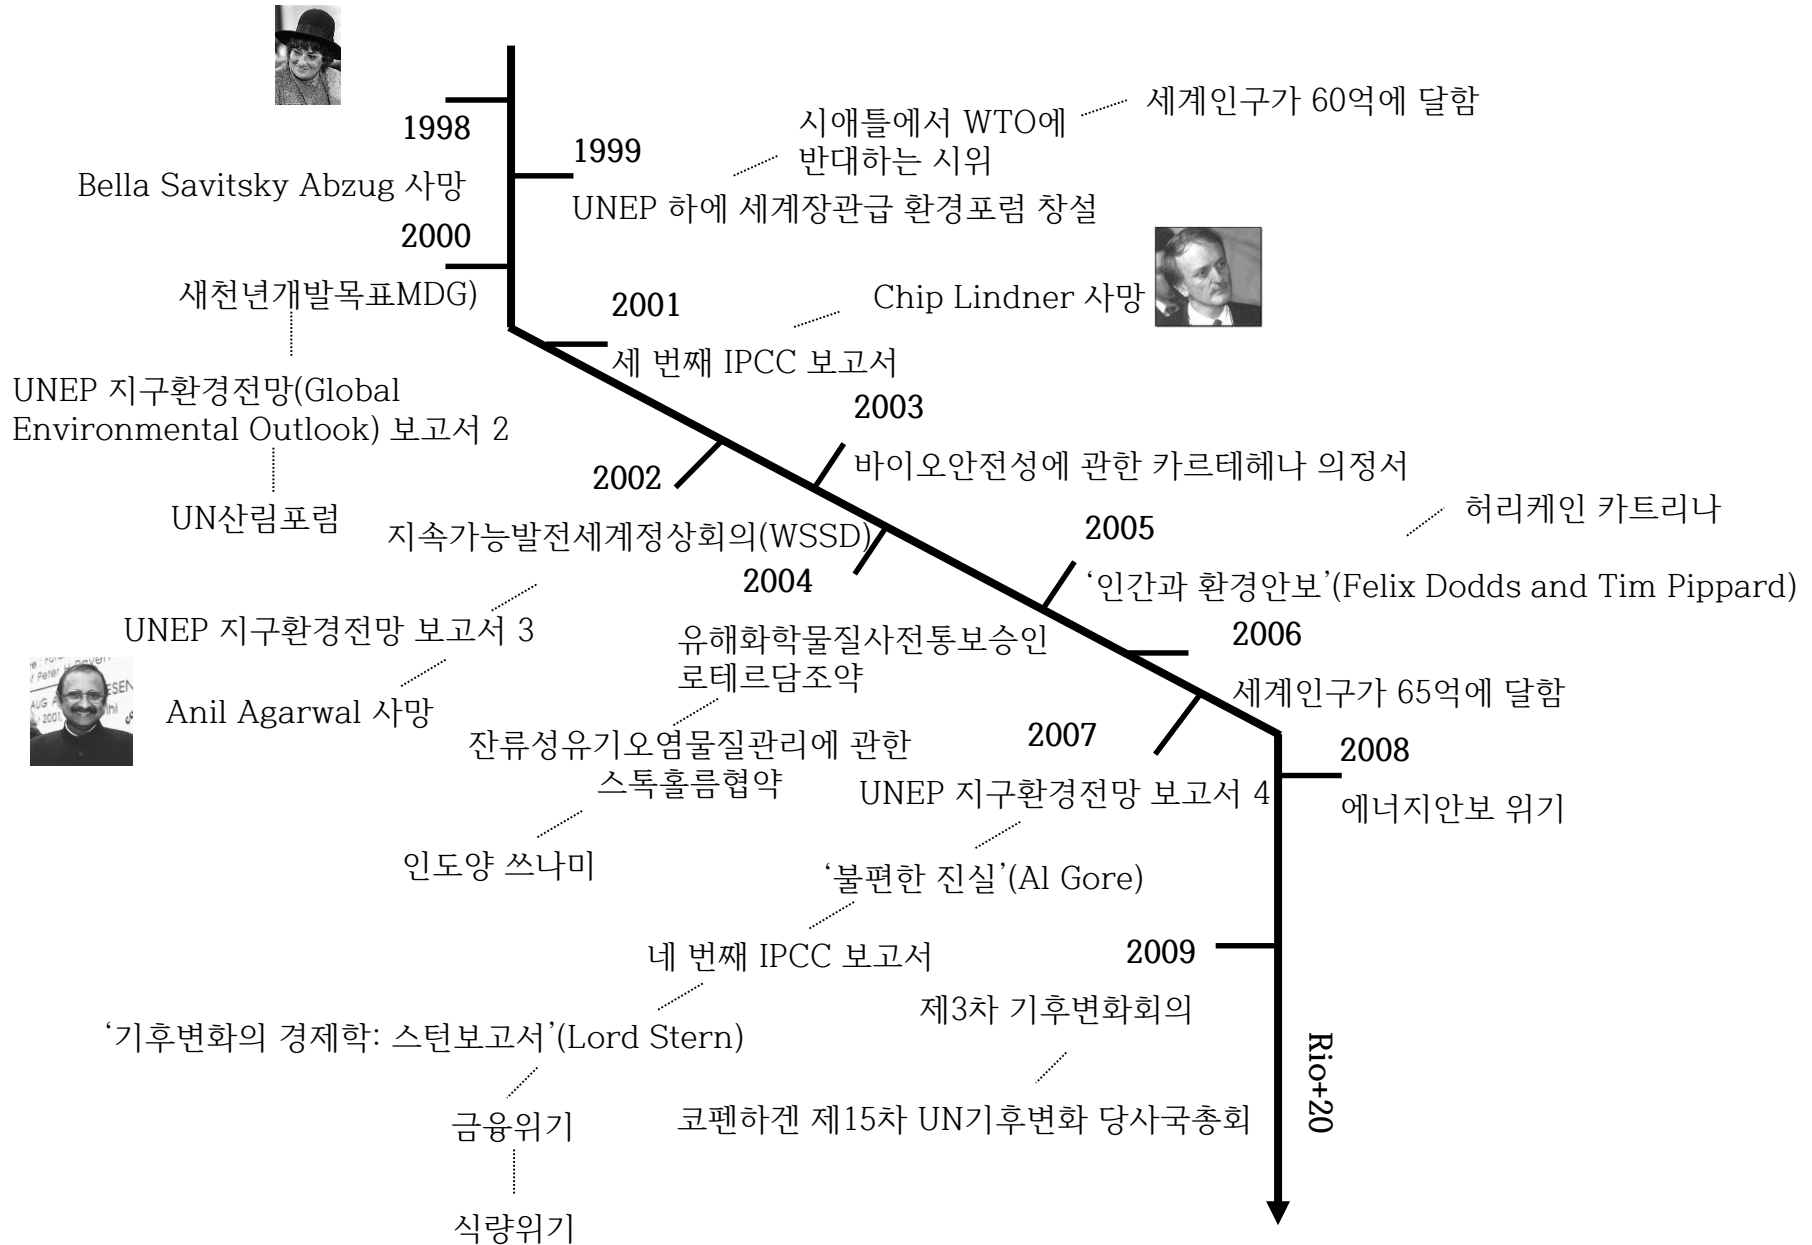 1998
Bella Savitsky Abzug 사망
1999
UNEP 하에 세계장관급 환경포럼 창설
시애틀에서 WTO에
반대하는 시위
세계인구가 60억에 달함
2000
새천년개발목표MDG)
UNEP 지구환경전망(Global
Environmental Outlook) 보고서 2
UN산림포럼
2001
세 번째 IPCC 보고서
Chip Lindner 사망
2002
지속가능발전세계정상회의(WSSD)
UNEP 지구환경전망 보고서 3
Anil Agarwal 사망
2003
바이오안전성에 관한 카르테헤나 의정서
2004
유해화학물질사전통보승인
로테르담조약
잔류성유기오염물질관리에 관한
스톡홀름협약
인도양 쓰나미
2005
‘인간과 환경안보’(Felix Dodds and Tim Pippard)
허리케인 카트리나
2006
세계인구가 65억에 달함
2007
UNEP 지구환경전망 보고서 4
‘불편한 진실’(Al Gore)
네 번째 IPCC 보고서
‘기후변화의 경제학: 스턴보고서’(Lord Stern)
금융위기
식량위기
2008
에너지안보 위기
2009
제3차 기후변화회의
코펜하겐 제15차 UN기후변화 당사국총회
Rio+20